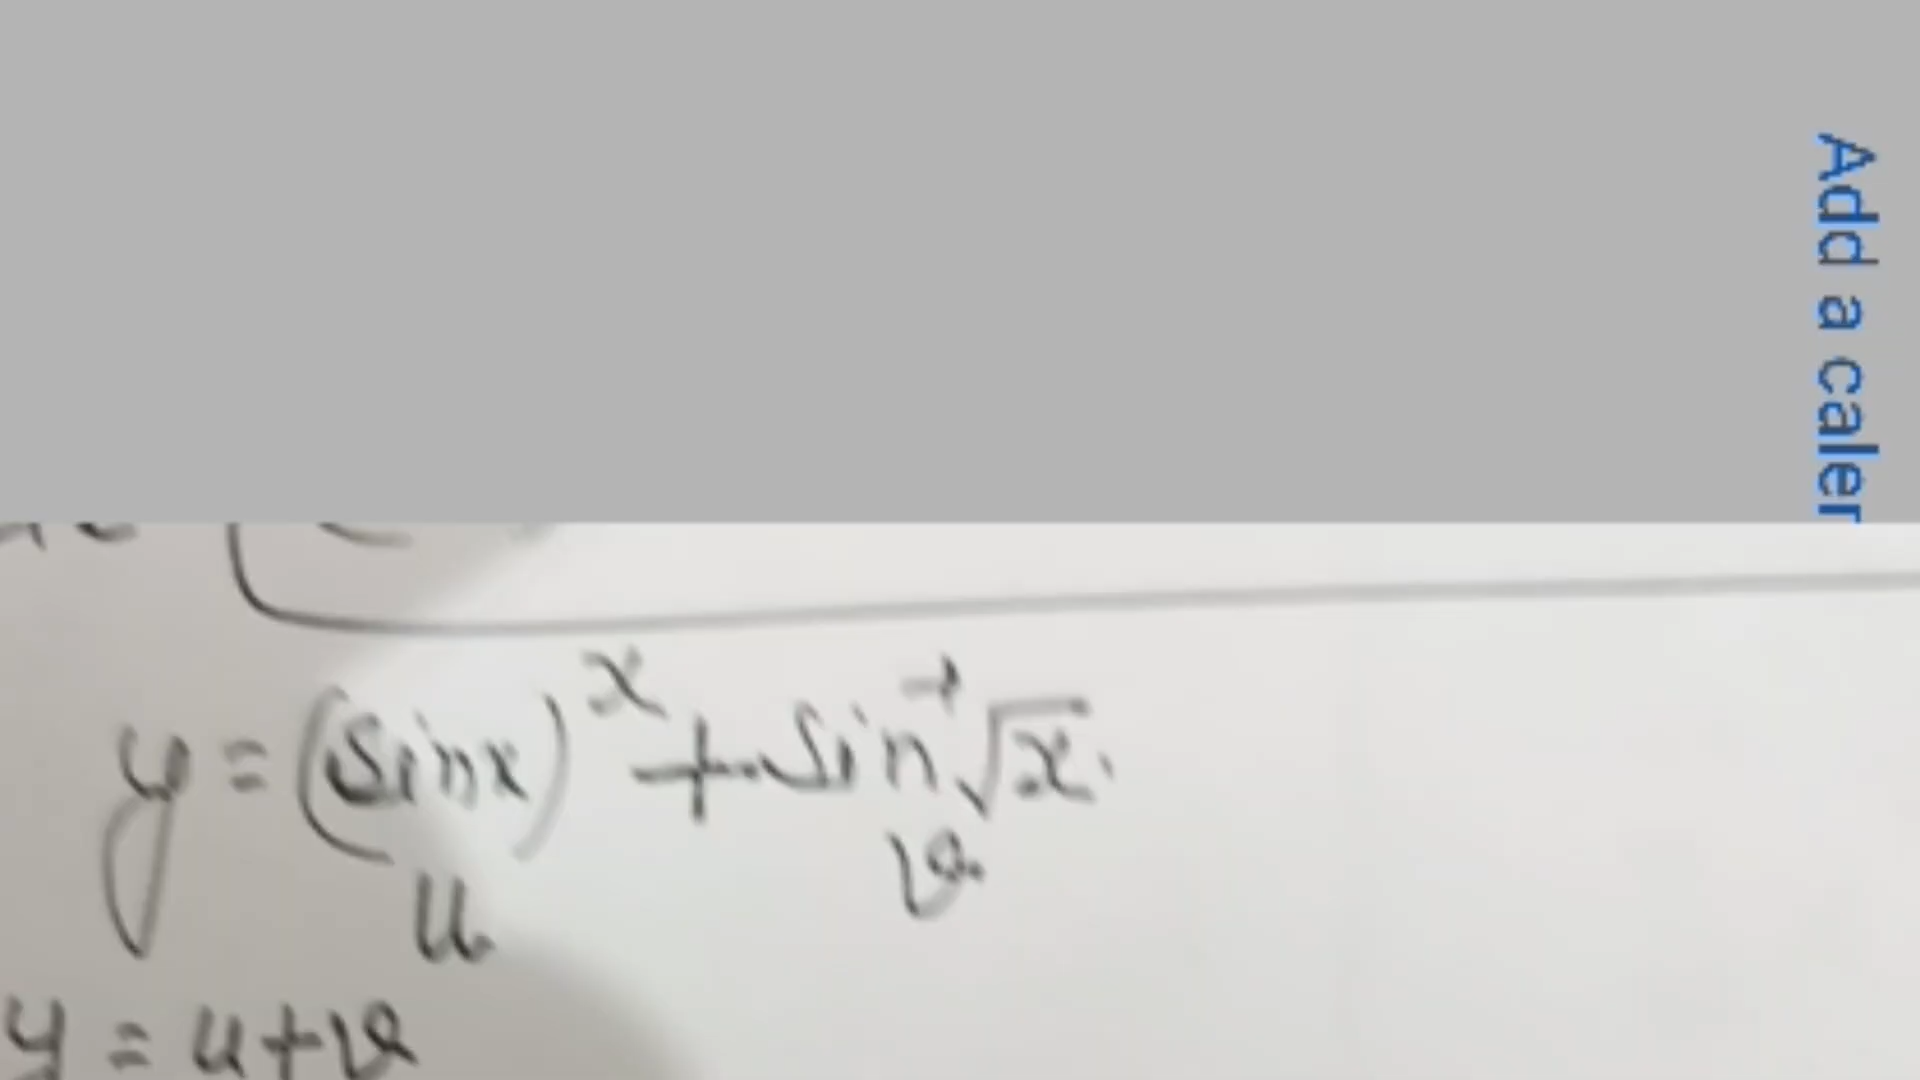 Add a caler
y = (sinx)^x + sin^-1 √x.
u
v
y = u+v